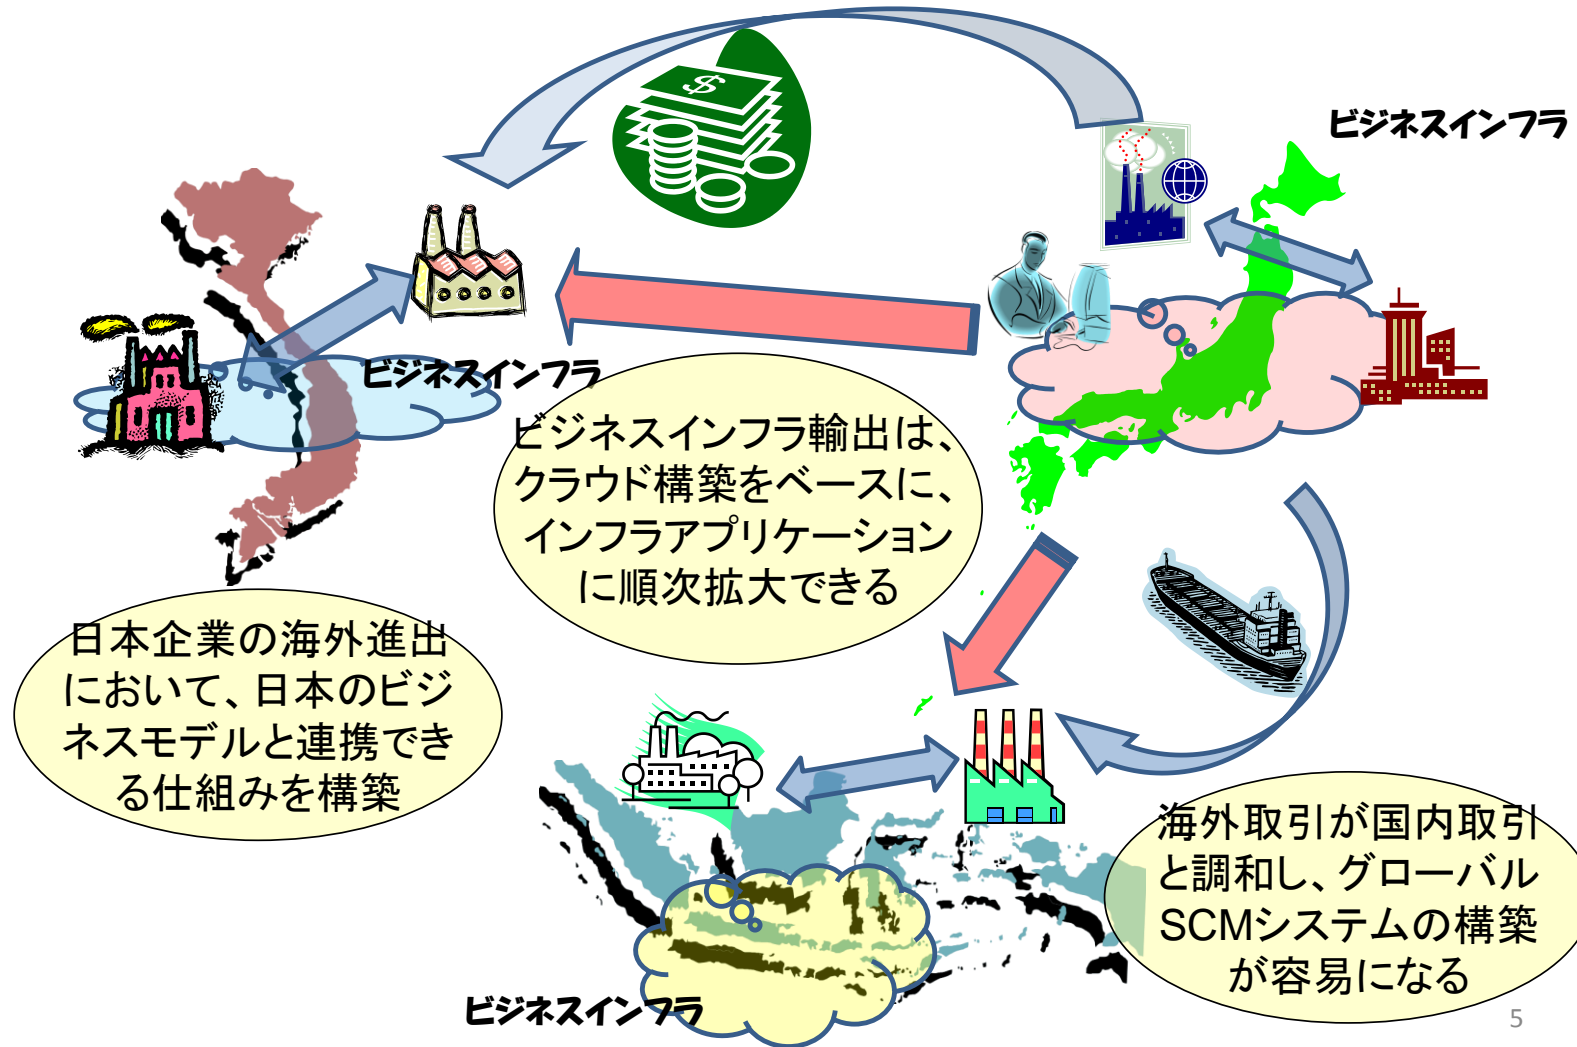 ビジネスインフラ
ビジネスインフラ
ビジネスインフラ輸出は、
クラウド構築をベースに、
インフラアプリケーション
に順次拡大できる
日本企業の海外進出
において、日本のビジ
ネスモデルと連携でき
る仕組みを構築
海外取引が国内取引
と調和し、グローバル
SCMシステムの構築
が容易になる
ビジネスインフラ
5